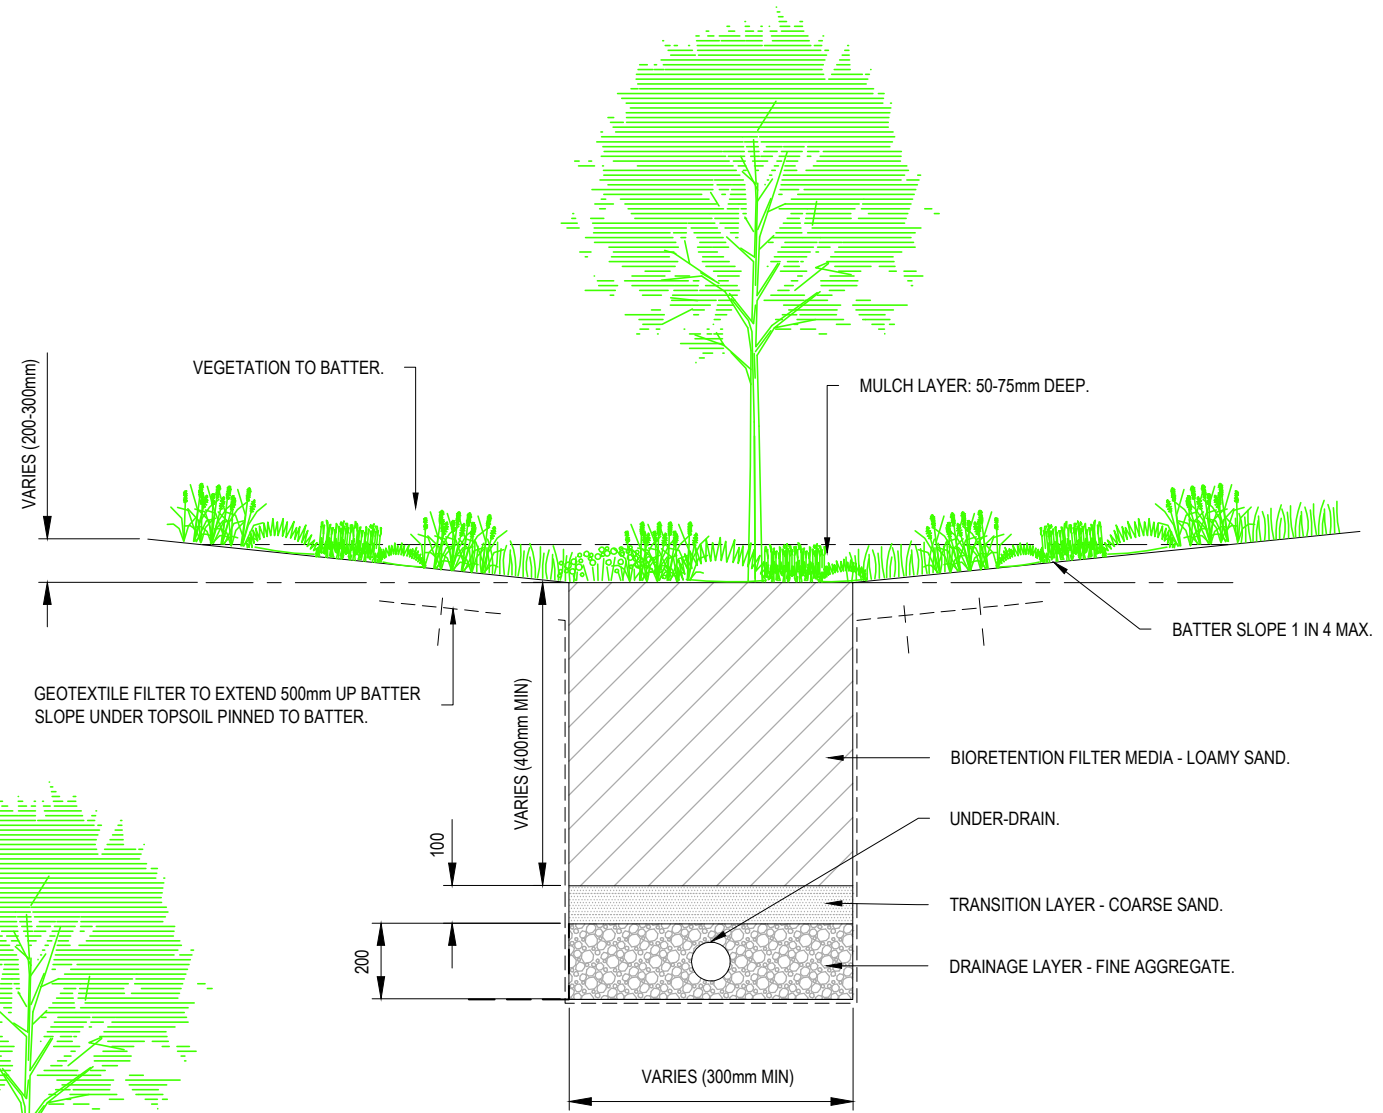 VEGETATION TO BATTER.
MULCH LAYER: 50-75mm DEEP.
VARIES (200-300mm)
BATTER SLOPE 1 IN 4 MAX.
GEOTEXTILE FILTER TO EXTEND 500mm UP BATTER
SLOPE UNDER TOPSOIL PINNED TO BATTER.
VARIES (400mm MIN)
BIORETENTION FILTER MEDIA - LOAMY SAND.
UNDER-DRAIN.
100
TRANSITION LAYER - COARSE SAND.
200
DRAINAGE LAYER - FINE AGGREGATE.
VARIES (300mm MIN)